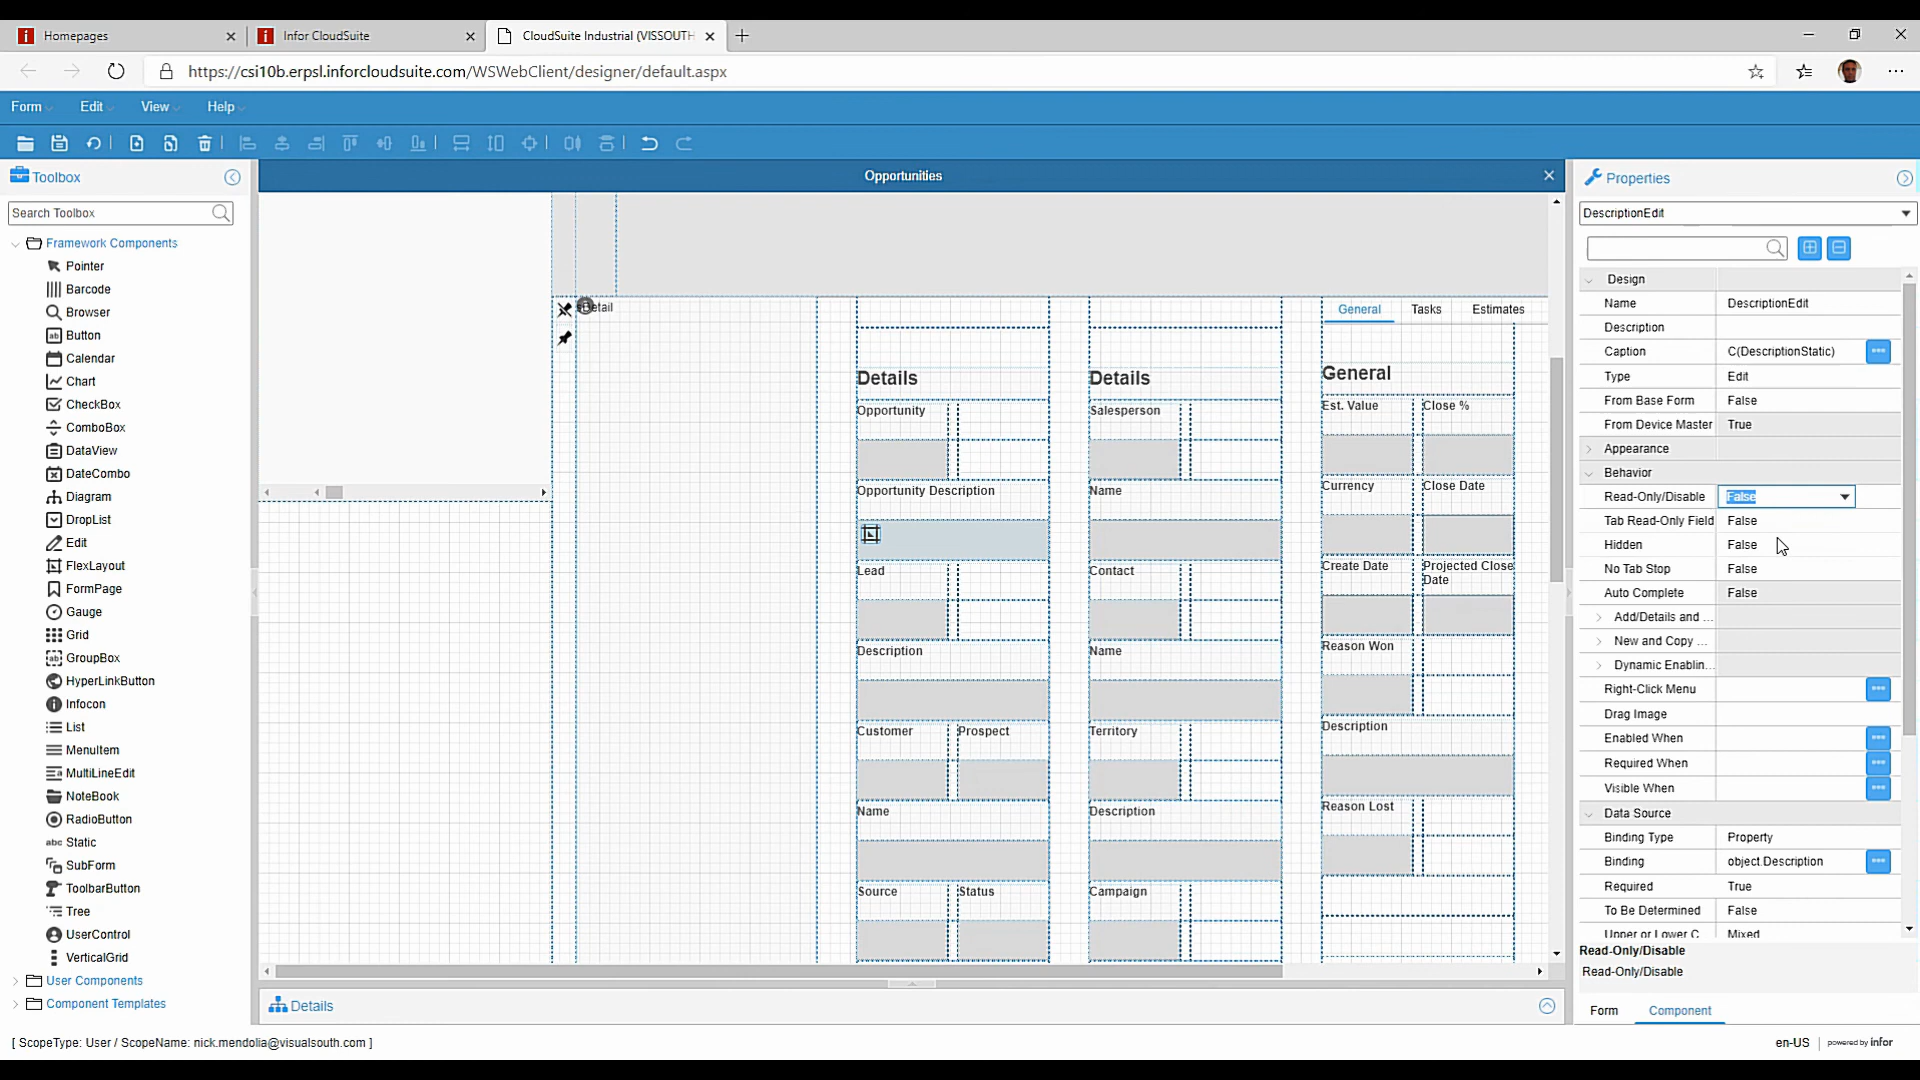 Homepages
Infor CloudSuite
CloudSuite Industrial (VISSOUTH
https://csi10b.erpsl.inforcloudsuite.com/WSWebClient/designer/default.aspx
Form
Edit
View
Help
Toolbox
Opportunities
Properties
Search Toolbox
Framework Components
Pointer
Barcode
Browser
Button
Calendar
Chart
CheckBox
ComboBox
DataView
DateCombo
Diagram
DropList
Edit
FlexLayout
FormPage
Gauge
Grid
GroupBox
HyperLinkButton
Infocon
List
MenuItem
MultiLineEdit
NoteBook
RadioButton
abc Static
SubForm
ToolbarButton
Tree
UserControl
VerticalGrid
User Components
Component Templates
Details
Opportunity
Opportunity Description
Lead
Description
Customer Prospect
Name
Source Status
Details
Salesperson
Name
Contact
Name
Territory
Description
Campaign
General Tasks Estimates
General
Est. Value Close %
Currency Close Date
Create Date Projected Close
Date
Reason Won
Description
Reason Lost
Details
DescriptionEdit
Design
Name DescriptionEdit
Description
Caption C(DescriptionStatic)
Type Edit
From Base Form False
From Device Master True
Appearance
Behavior
Read-Only/Disable False
Tab Read-Only Field False
Hidden False
No Tab Stop False
Auto Complete False
Add/Details and ...
New and Copy ...
Dynamic Enablin...
Right-Click Menu
Drag Image
Enabled When
Required When
Visible When
Data Source
Binding Type Property
Binding object.Description
Required True
To Be Determined False
Upper or Lower C Mixed
Read-Only/Disable
Read-Only/Disable
Form Component
[ ScopeType: User / ScopeName: nick.mendolia@visualsouth.com ]
en-US powered by infor